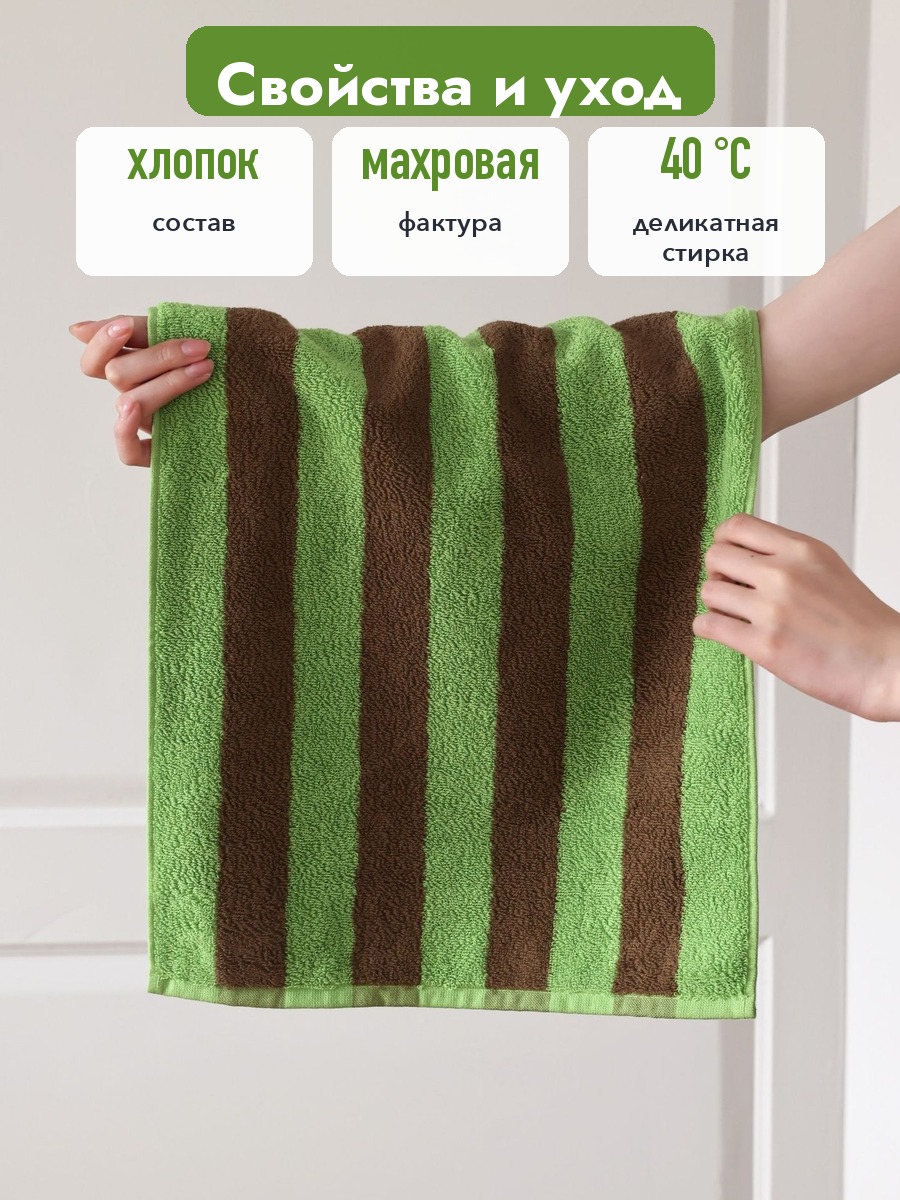 Свойства и уход
хлопок
состав
махровая
фактура
40 °C
деликатная
стирка